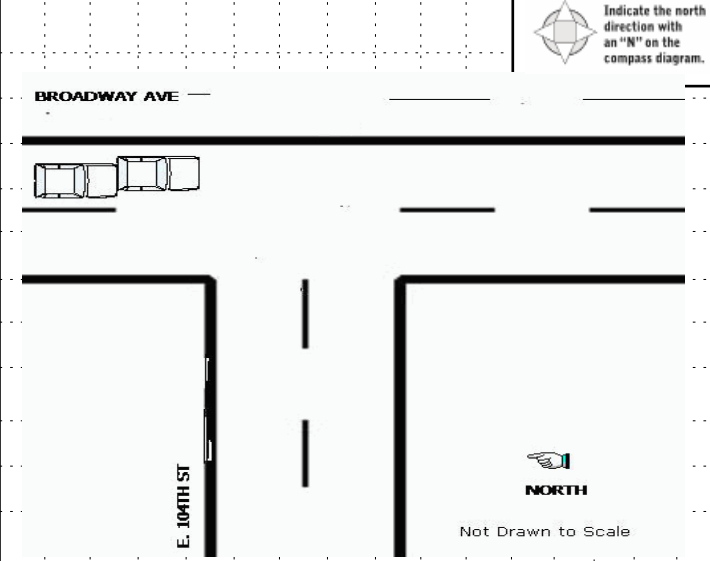 Indicate the north
direction with
an "N" on the
compass diagram.
BROADWAY AVE
E. 104TH ST
NORTH
Not Drawn to Scale